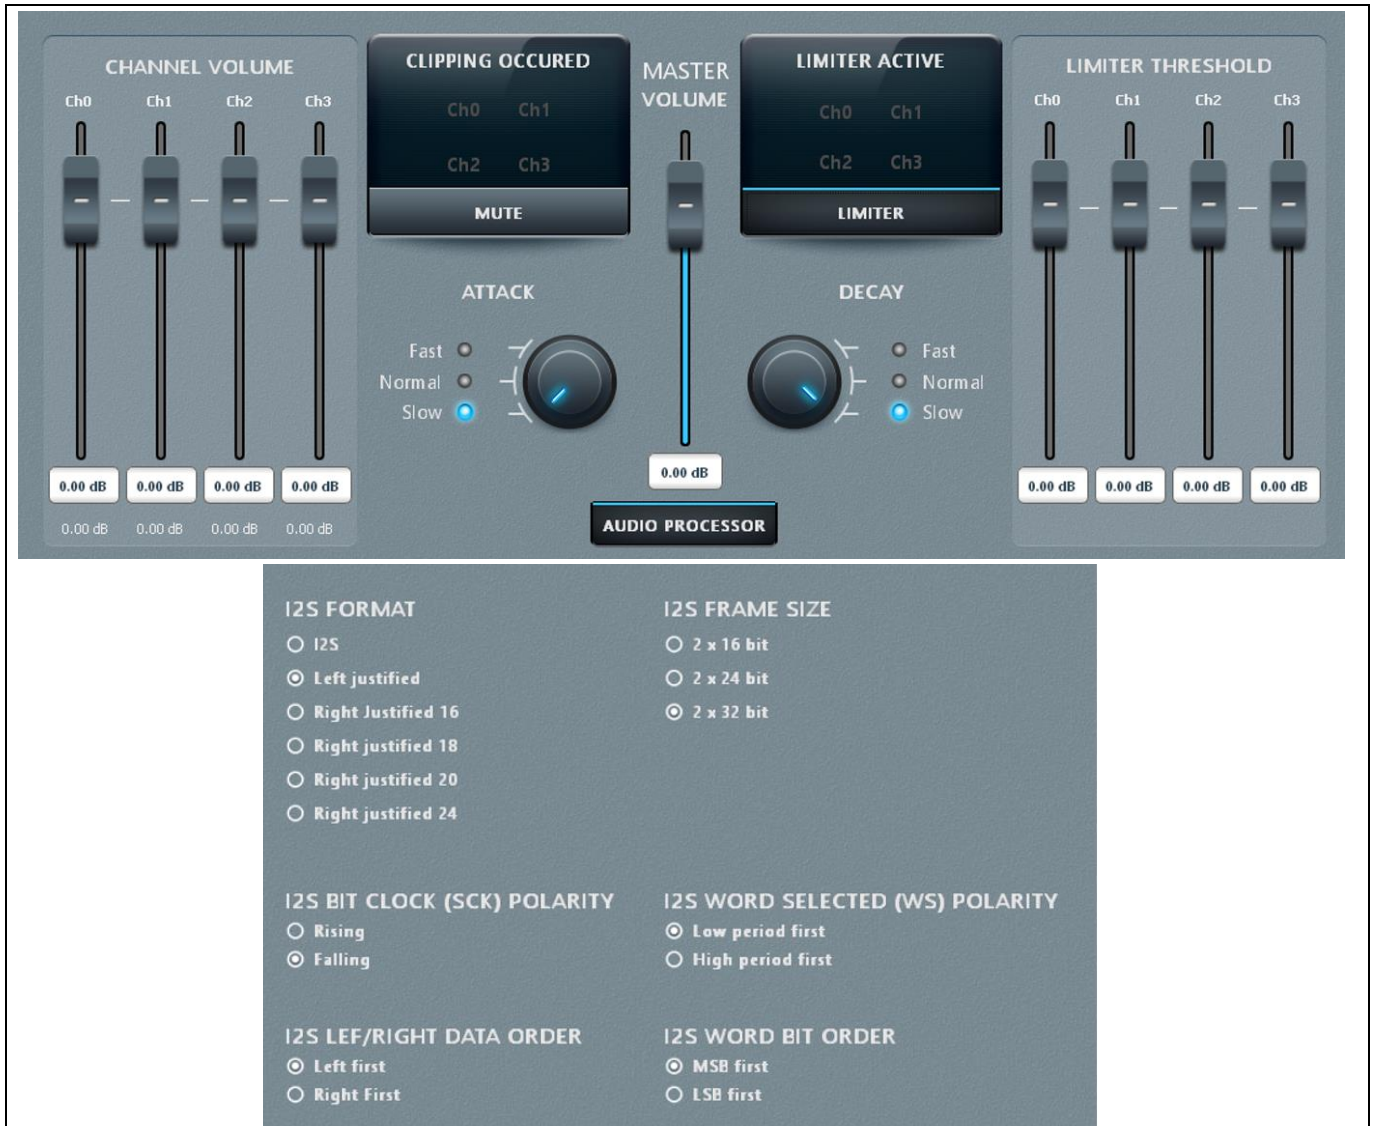 CHANNEL VOLUME
Ch0 Ch1 Ch2 Ch3
0.00 dB 0.00 dB 0.00 dB 0.00 dB
0.00 dB 0.00 dB 0.00 dB 0.00 dB
CLIPPING OCCURED
Ch0 Ch1
Ch2 Ch3
MUTE
ATTACK
Fast
Normal
Slow
MASTER
VOLUME
0.00 dB
AUDIO PROCESSOR
LIMITER ACTIVE
Ch0 Ch1
Ch2 Ch3
LIMITER
DECAY
Fast
Normal
Slow
LIMITER THRESHOLD
Ch0 Ch1 Ch2 Ch3
0.00 dB 0.00 dB 0.00 dB 0.00 dB
I2S FORMAT
I2S
Left justified
Right Justified 16
Right justified 18
Right justified 20
Right justified 24
I2S FRAME SIZE
2 x 16 bit
2 x 24 bit
2 x 32 bit
I2S BIT CLOCK (SCK) POLARITY
Rising
Falling
I2S WORD SELECTED (WS) POLARITY
Low period first
High period first
I2S LEF/RIGHT DATA ORDER
Left first
Right First
I2S WORD BIT ORDER
MSB first
LSB first